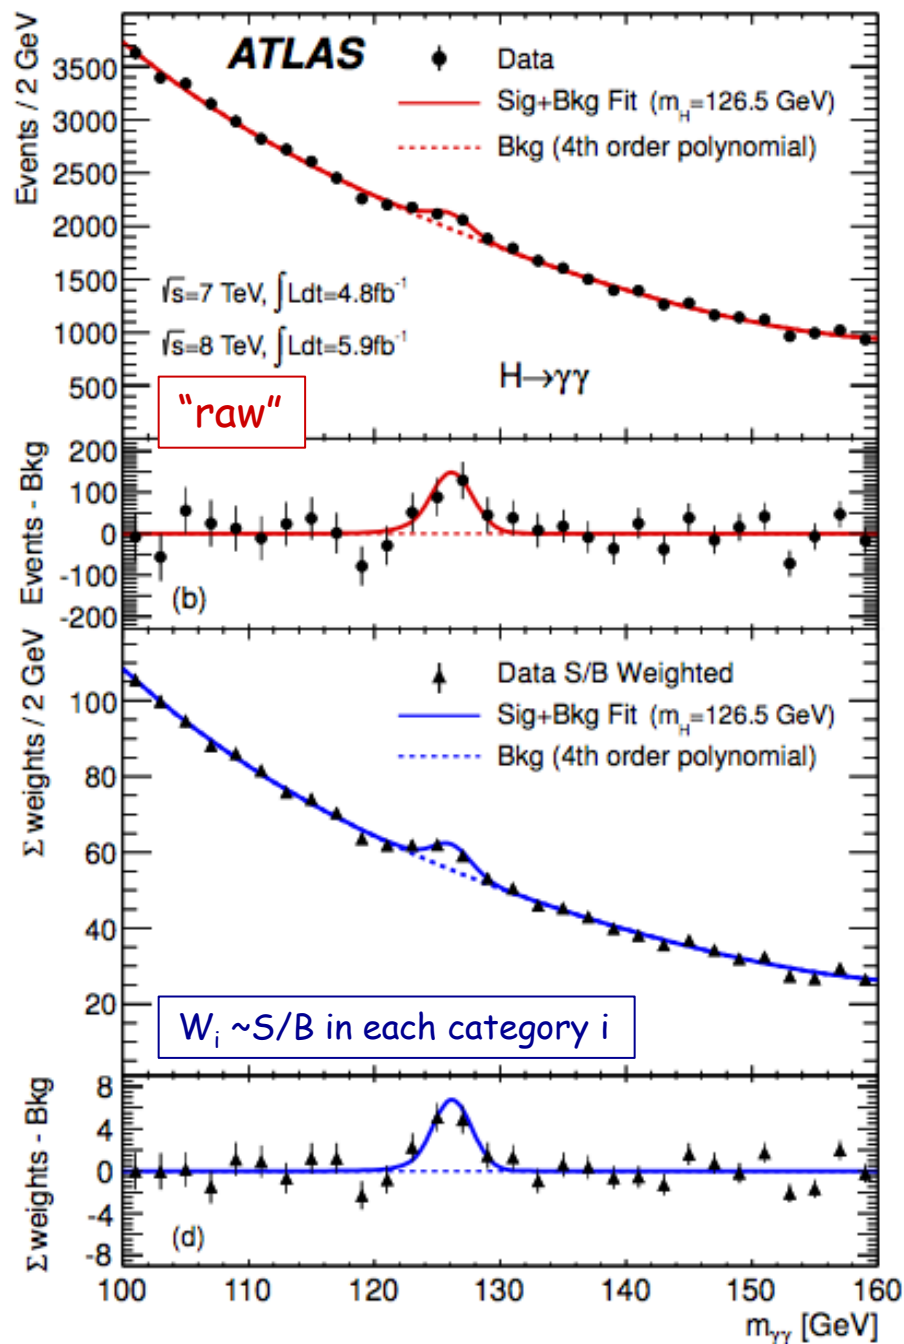 ATLAS
Data
Sig+Bkg Fit (mH=126.5 GeV)
Bkg (4th order polynomial)
Events / 2 GeV
3500
3000
2500
2000
1500
1000
500
√s=7 TeV, ∫Ldt=4.8fb⁻¹
√s=8 TeV, ∫Ldt=5.9fb⁻¹
H→γγ
"raw"
Events - Bkg
200
100
0
-100
-200
(b)
Data S/B Weighted
Sig+Bkg Fit (mH=126.5 GeV)
Bkg (4th order polynomial)
Σ weights / 2 GeV
100
80
60
40
20
Wi ~S/B in each category i
Σ weights - Bkg
8
4
0
-4
-8
(d)
100 110 120 130 140 150 160
mγγ [GeV]